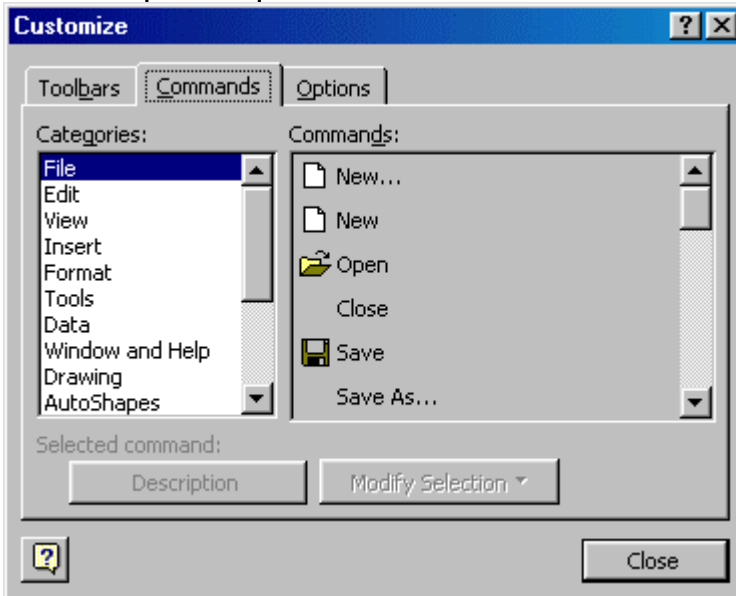 Customize
Toolbars Commands Options
Categories: Commands:
File
Edit
View
Insert
Format
Tools
Data
Window and Help
Drawing
AutoShapes
New...
New
Open
Close
Save
Save As...
Selected command:
Description Modify Selection
Close